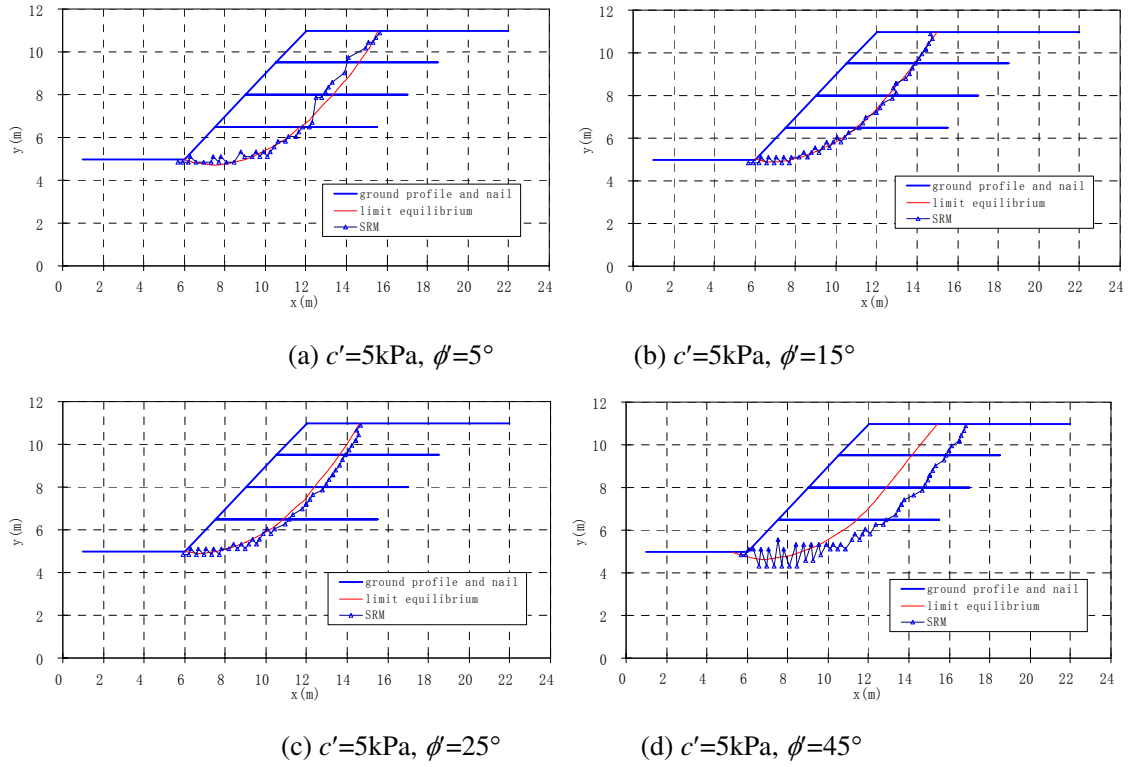 12
10
8
6
4
2
0
y(m)
0 2 4 6 8 10 12 14 16 18 20 22 24
x(m)
ground profile and nail
limit equilibrium
SRM
(a) c′=5kPa, ϕ′=5°
12
10
8
6
4
2
0
y(m)
0 2 4 6 8 10 12 14 16 18 20 22 24
x(m)
ground profile and nail
limit equilibrium
SRM
(b) c′=5kPa, ϕ′=15°
12
10
8
6
4
2
0
y(m)
0 2 4 6 8 10 12 14 16 18 20 22 24
x(m)
ground profile and nail
limit equilibrium
SRM
(c) c′=5kPa, ϕ′=25°
12
10
8
6
4
2
0
y(m)
0 2 4 6 8 10 12 14 16 18 20 22 24
x(m)
ground profile and nail
limit equilibrium
SRM
(d) c′=5kPa, ϕ′=45°